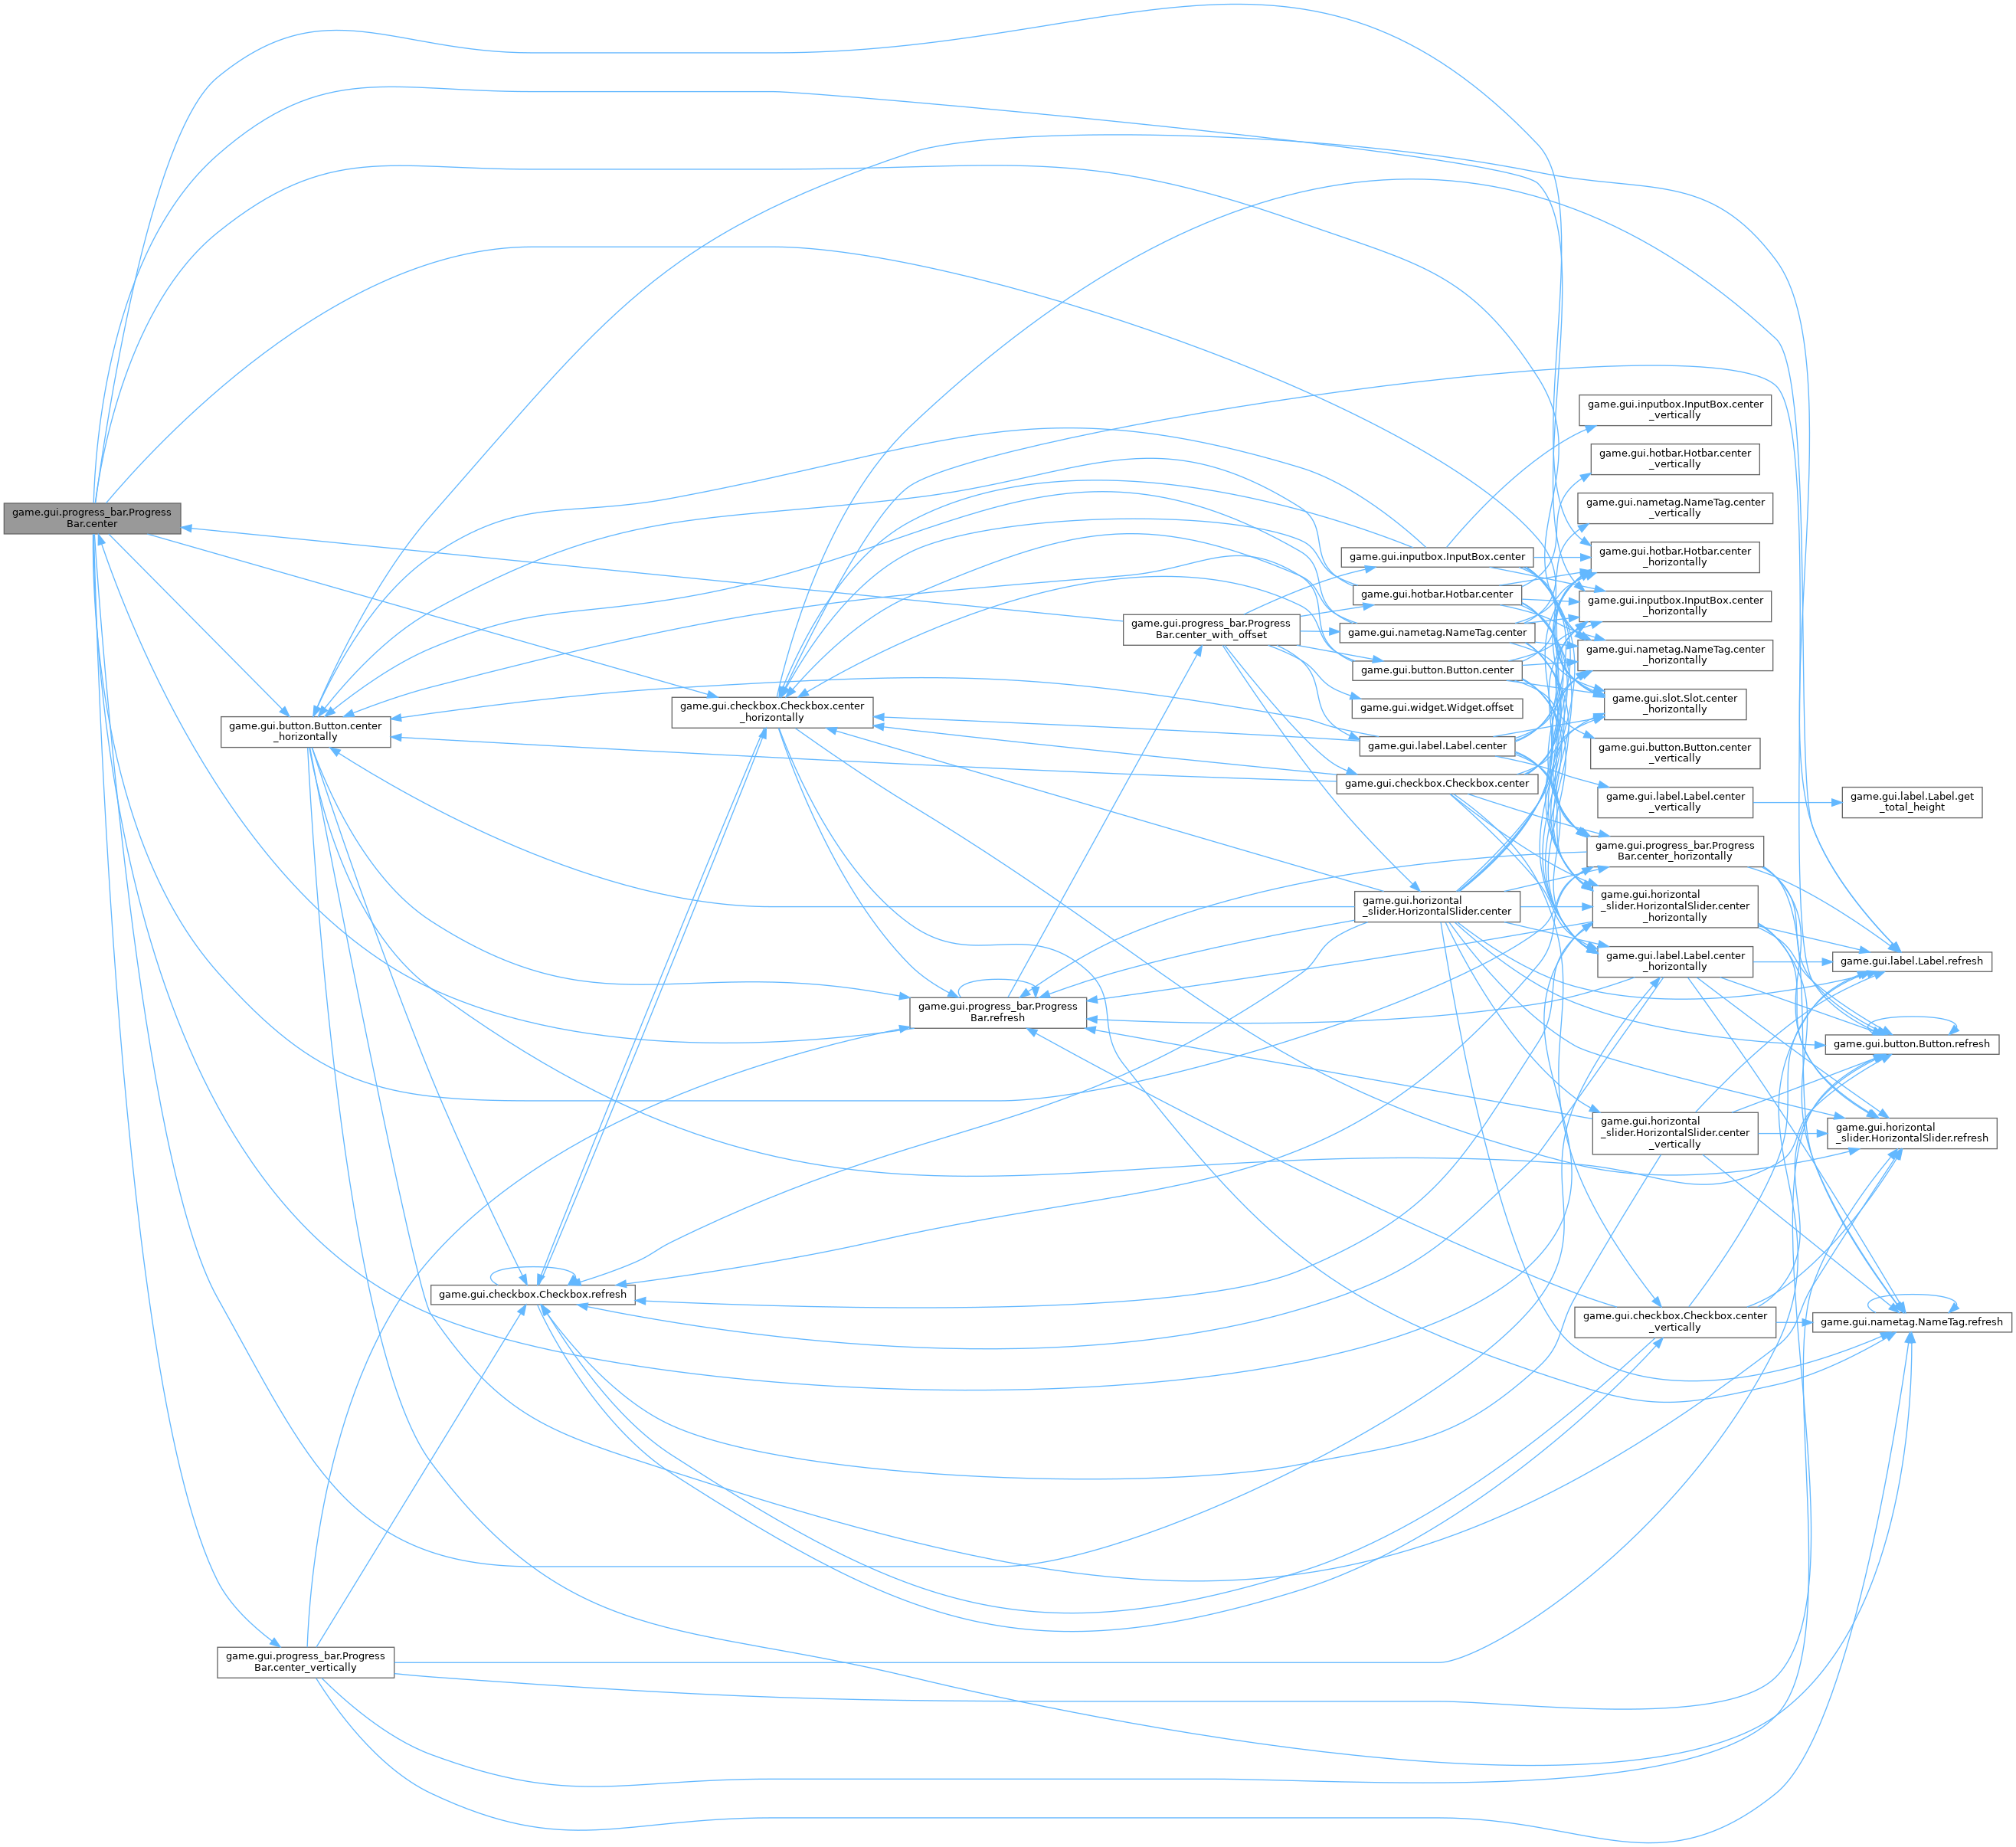 game.gui.progress_bar.Progress
Bar.center
game.gui.button.Button.center
_horizontally
game.gui.progress_bar.Progress
Bar.center_vertically
game.gui.checkbox.Checkbox.refresh
game.gui.checkbox.Checkbox.center
_horizontally
game.gui.progress_bar.Progress
Bar.refresh
game.gui.progress_bar.Progress
Bar.center_with_offset
game.gui.inputbox.InputBox.center
game.gui.hotbar.Hotbar.center
game.gui.nametag.NameTag.center
game.gui.button.Button.center
game.gui.widget.Widget.offset
game.gui.label.Label.center
game.gui.checkbox.Checkbox.center
game.gui.horizontal
_slider.HorizontalSlider.center
game.gui.inputbox.InputBox.center
_vertically
game.gui.hotbar.Hotbar.center
_vertically
game.gui.nametag.NameTag.center
_vertically
game.gui.hotbar.Hotbar.center
_horizontally
game.gui.inputbox.InputBox.center
_horizontally
game.gui.nametag.NameTag.center
_horizontally
game.gui.slot.Slot.center
_horizontally
game.gui.button.Button.center
_vertically
game.gui.label.Label.center
_vertically
game.gui.progress_bar.Progress
Bar.center_horizontally
game.gui.horizontal
_slider.HorizontalSlider.center
_horizontally
game.gui.label.Label.center
_horizontally
game.gui.horizontal
_slider.HorizontalSlider.center
_vertically
game.gui.checkbox.Checkbox.center
_vertically
game.gui.label.Label.get
_total_height
game.gui.label.Label.refresh
game.gui.button.Button.refresh
game.gui.horizontal
_slider.HorizontalSlider.refresh
game.gui.nametag.NameTag.refresh